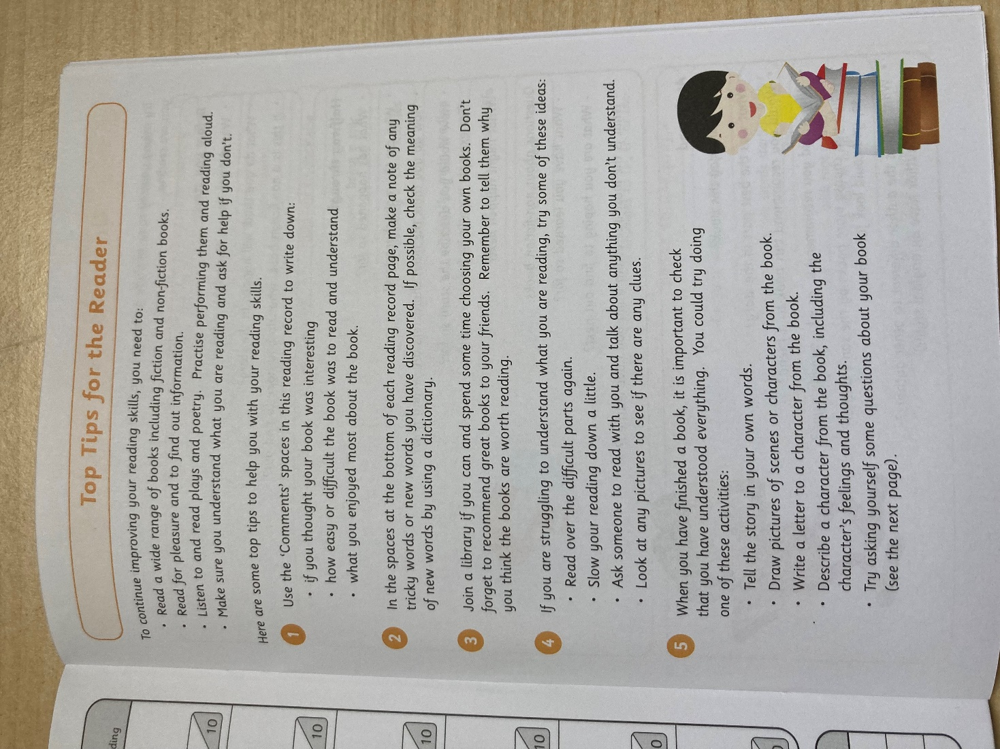 Top Tips for the Reader
To continue improving your reading skills, you need to:
• Read a wide range of books including fiction and non-fiction books.
• Read for pleasure and to find out information.
• Listen to and read plays and poetry. Practise performing them and reading aloud.
• Make sure you understand what you are reading and ask for help if you don't.
Here are some top tips to help you with your reading skills.
1 Use the 'Comments' spaces in this reading record to write down:
• if you thought your book was interesting
• how easy or difficult the book was to read and understand
• what you enjoyed most about the book.
2 In the spaces at the bottom of each reading record page, make a note of any
tricky words or new words you have discovered. If possible, check the meaning
of new words by using a dictionary.
3 Join a library if you can and spend some time choosing your own books. Don't
forget to recommend great books to your friends. Remember to tell them why
you think the books are worth reading.
4 If you are struggling to understand what you are reading, try some of these ideas:
• Read over the difficult parts again.
• Slow your reading down a little.
• Ask someone to read with you and talk about anything you don't understand.
• Look at any pictures to see if there are any clues.
5 When you have finished a book, it is important to check
that you have understood everything. You could try doing
one of these activities:
• Tell the story in your own words.
• Draw pictures of scenes or characters from the book.
• Write a letter to a character from the book.
• Describe a character from the book, including the
character's feelings and thoughts.
• Try asking yourself some questions about your book
(see the next page).
ding
10
10
10
10
0